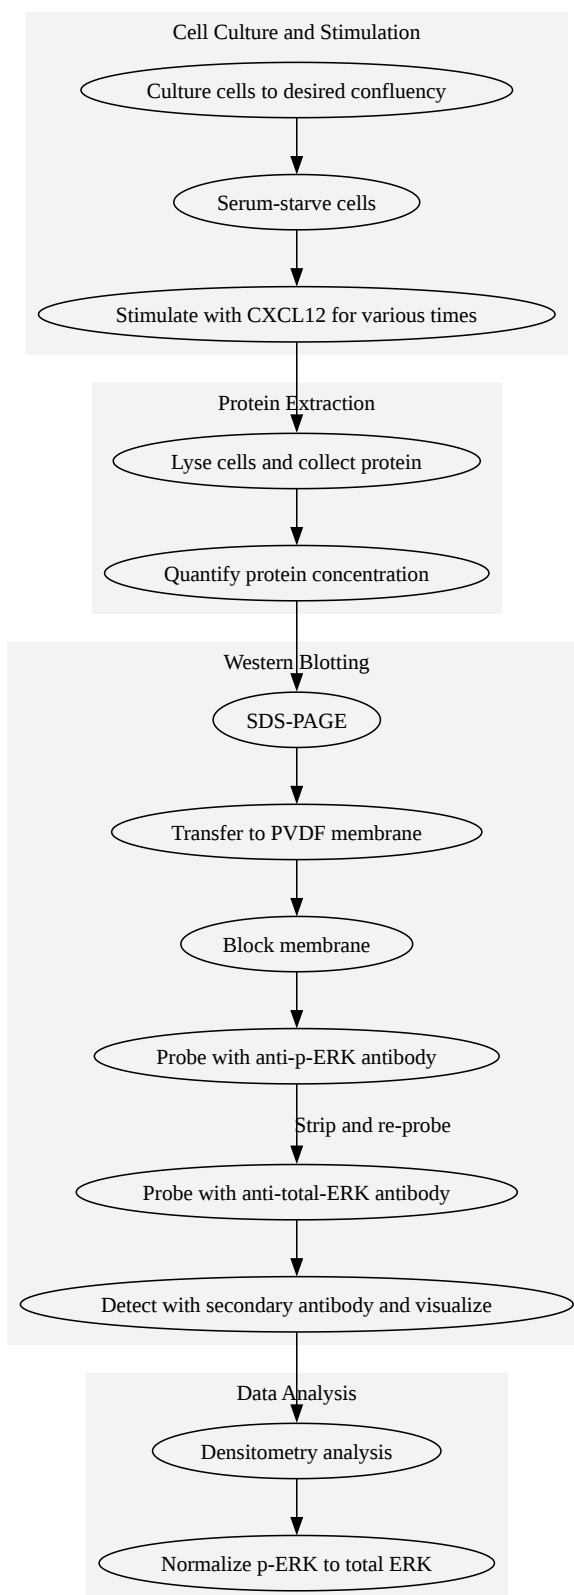 Cell Culture and Stimulation
Culture cells to desired confluency
Serum-starve cells
Stimulate with CXCL12 for various times
Protein Extraction
Lyse cells and collect protein
Quantify protein concentration
Western Blotting
SDS-PAGE
Transfer to PVDF membrane
Block membrane
Probe with anti-p-ERK antibody
Strip and re-probe
Probe with anti-total-ERK antibody
Detect with secondary antibody and visualize
Data Analysis
Densitometry analysis
Normalize p-ERK to total ERK